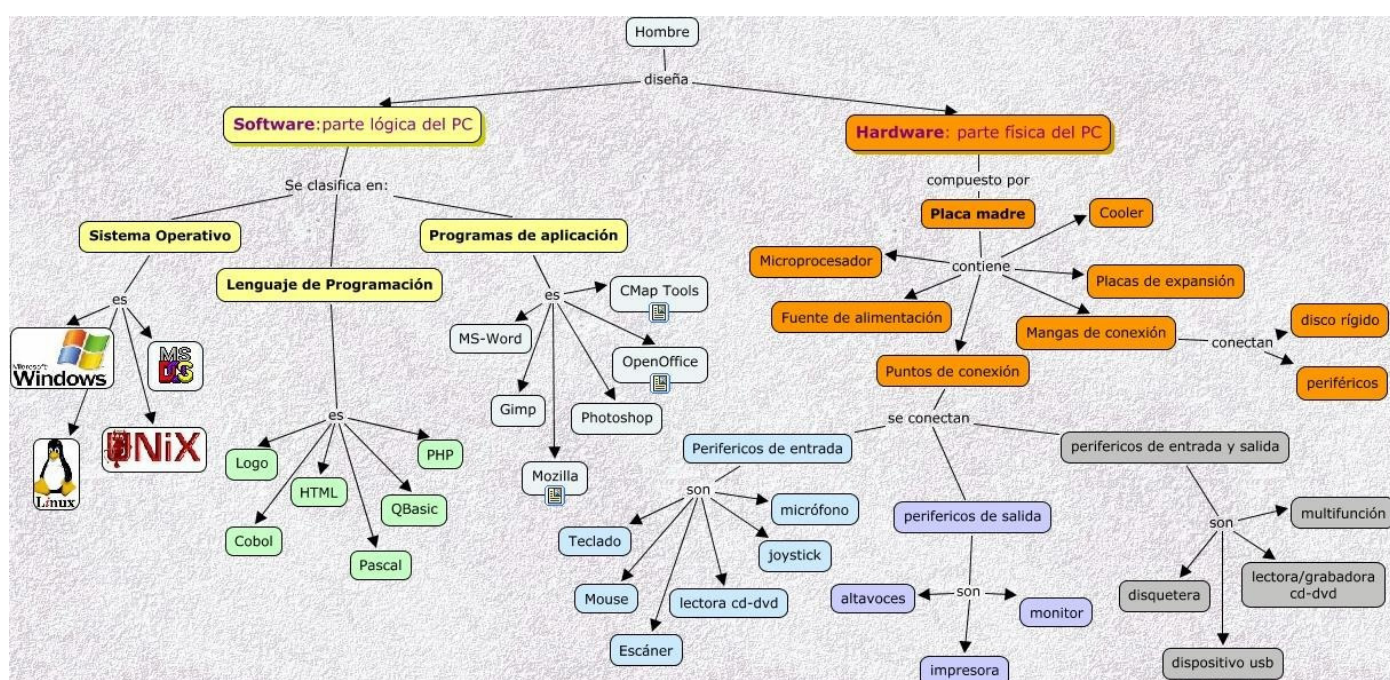 Hombre
diseña
Software:parte lógica del PC
Hardware: parte física del PC
Se clasifica en:
compuesto por
Sistema Operativo
Programas de aplicación
Lenguaje de Programación
Placa madre
Cooler
Microprocesador
contiene
Placas de expansión
Fuente de alimentación
Mangas de conexión
conectan
disco rígido
periféricos
Puntos de conexión
es
Microsoft
Windows
MS
DOS
UNiX
Linux
es
CMap Tools
MS-Word
OpenOffice
Gimp
Photoshop
Mozilla
es
Logo
PHP
HTML
QBasic
Cobol
Pascal
se conectan
Perifericos de entrada
perifericos de entrada y salida
perifericos de salida
son
micrófono
Teclado
joystick
Mouse
lectora cd-dvd
Escáner
son
altavoces
monitor
impresora
son
multifunción
disquetera
lectora/grabadora
cd-dvd
dispositivo usb